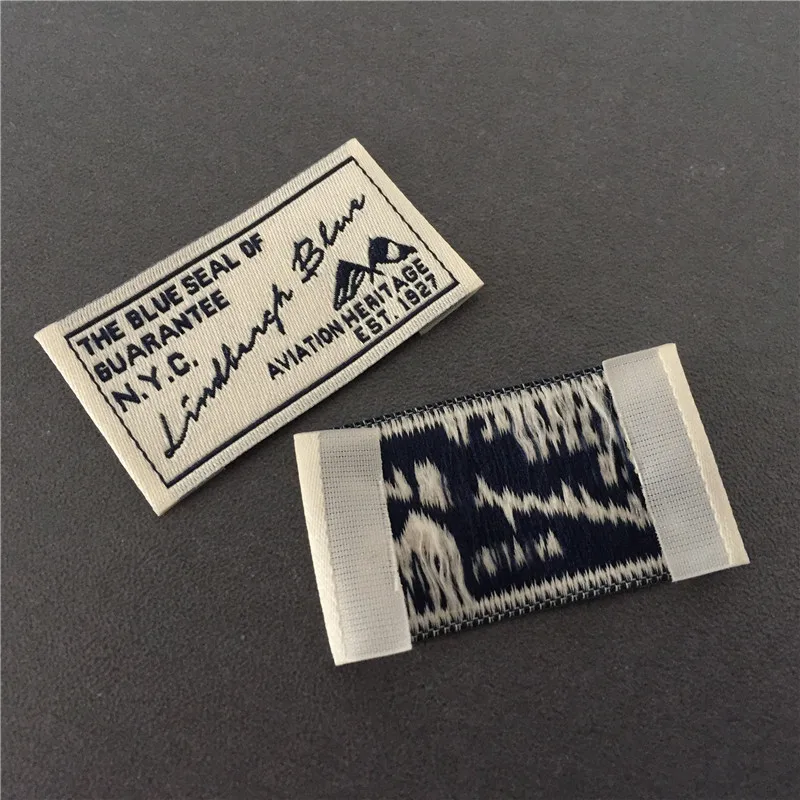 THE BLUE SEAL OF
GUARANTEE
N.Y.C.
Lindbergh Blue
AVIATION HERITAGE
EST. 1927